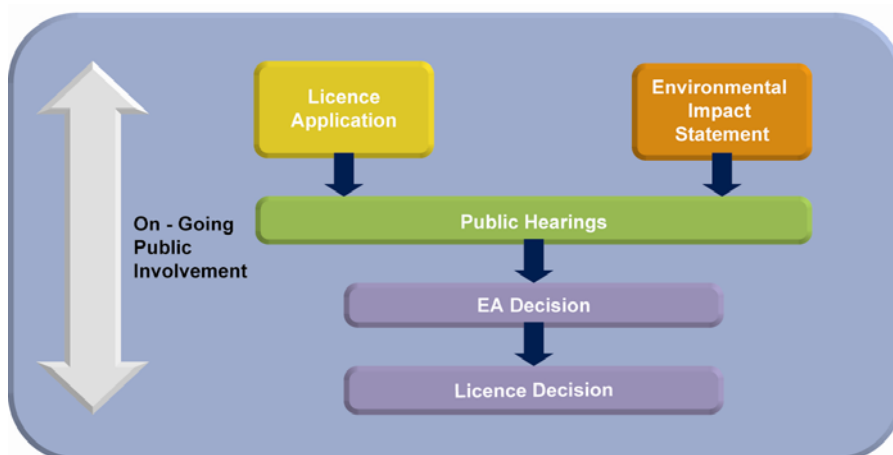 Licence
Application
Environmental
Impact
Statement
On - Going
Public
Involvement
Public Hearings
EA Decision
Licence Decision